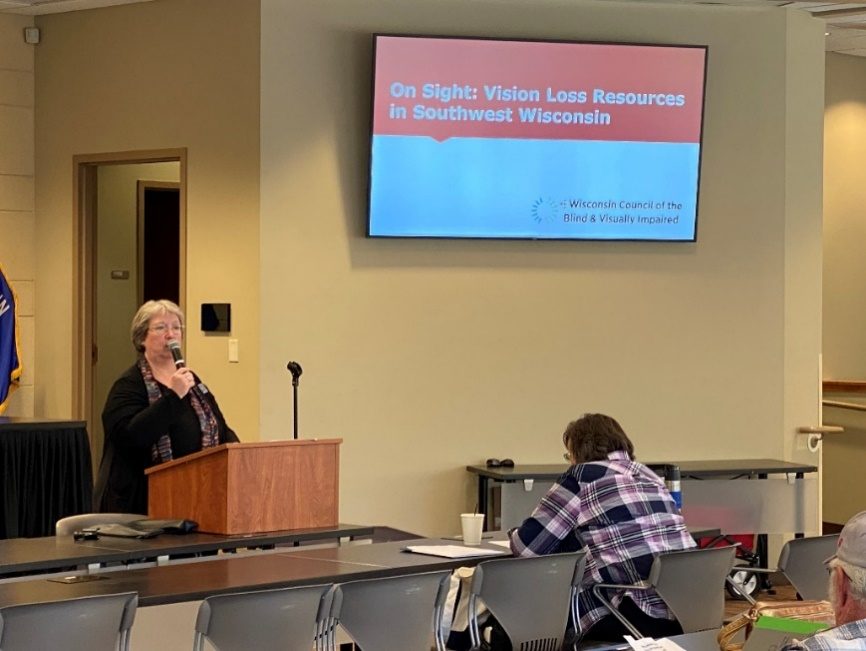 On Sight: Vision Loss Resources
in Southwest Wisconsin
Wisconsin Council of the
Blind & Visually Impaired